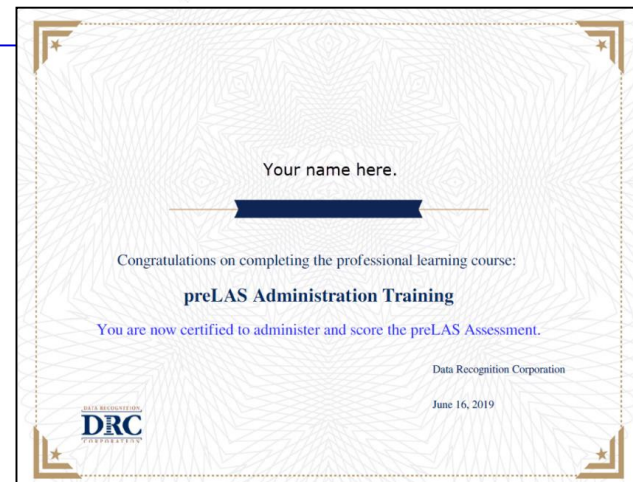 Your name here.
Congratulations on completing the professional learning course:
preLAS Administration Training
You are now certified to administer and score the preLAS Assessment.
Data Recognition Corporation
June 16, 2019
DATA RECOGNITION
DRC
CORPORATION